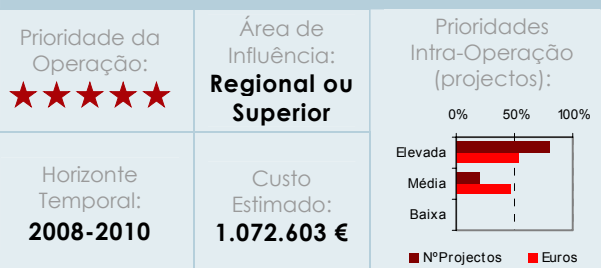 Prioridade da
Operação:
Área de
Influência:
Regional ou
Superior
Horizonte
Temporal:
2008-2010
Custo
Estimado:
1.072.603 €
Prioridades
Intra-Operação
(projectos):
0% 50% 100%
Elevada
Média
Baixa
NºProjectos Euros